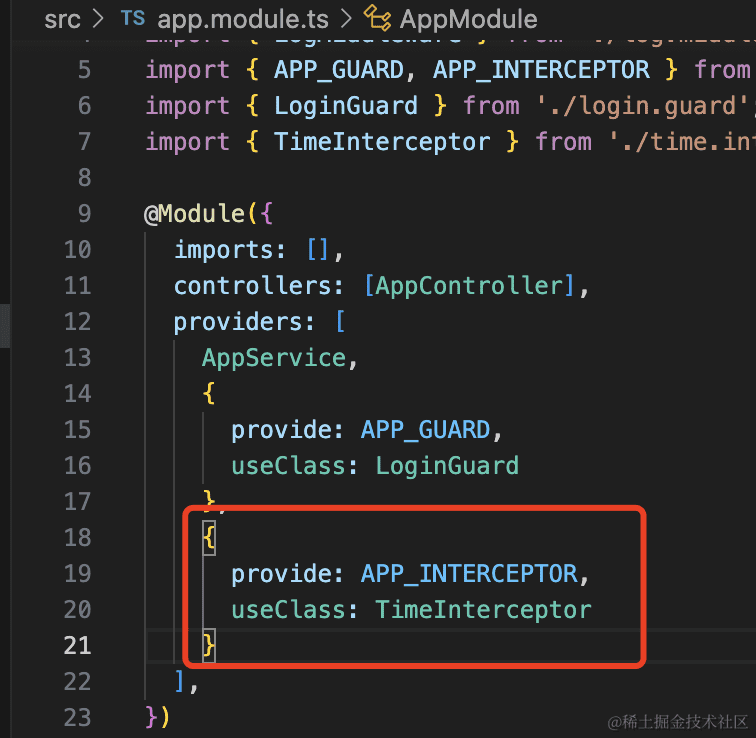 src > TS app.module.ts > AppModule
5 import { APP_GUARD, APP_INTERCEPTOR } from
6 import { LoginGuard } from './login.guard';
7 import { TimeInterceptor } from './time.in
8
9 @Module({
10 imports: [],
11 controllers: [AppController],
12 providers: [
13 AppService,
14 {
15 provide: APP_GUARD,
16 useClass: LoginGuard
17 },
18 {
19 provide: APP_INTERCEPTOR,
20 useClass: TimeInterceptor
21 }
22 ],
23 })
@稀土掘金技术社区